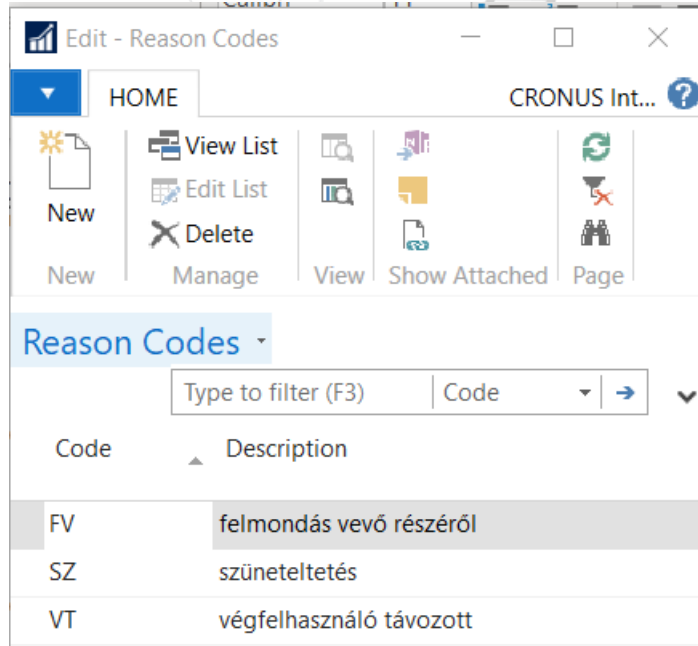 Edit - Reason Codes
HOME
CRONUS Int...
New
View List
Edit List
Delete
New
Manage
View
Show Attached
Page
Reason Codes
Type to filter (F3)
Code
Code
Description
FV felmondás vevő részéről
SZ szüneteltetés
VT végfelhasználó távozott